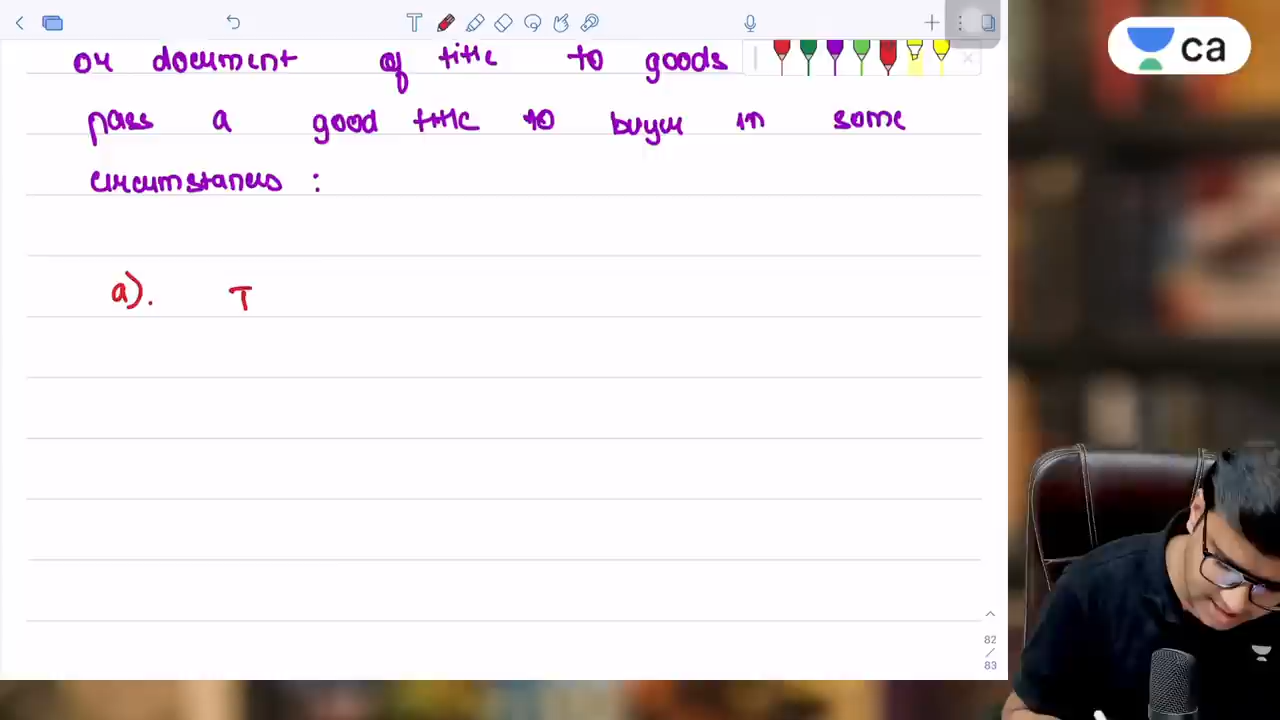 or document of title to goods
pass a good title to buyer in some
circumstances :
a). T
82
/
83
ca
T